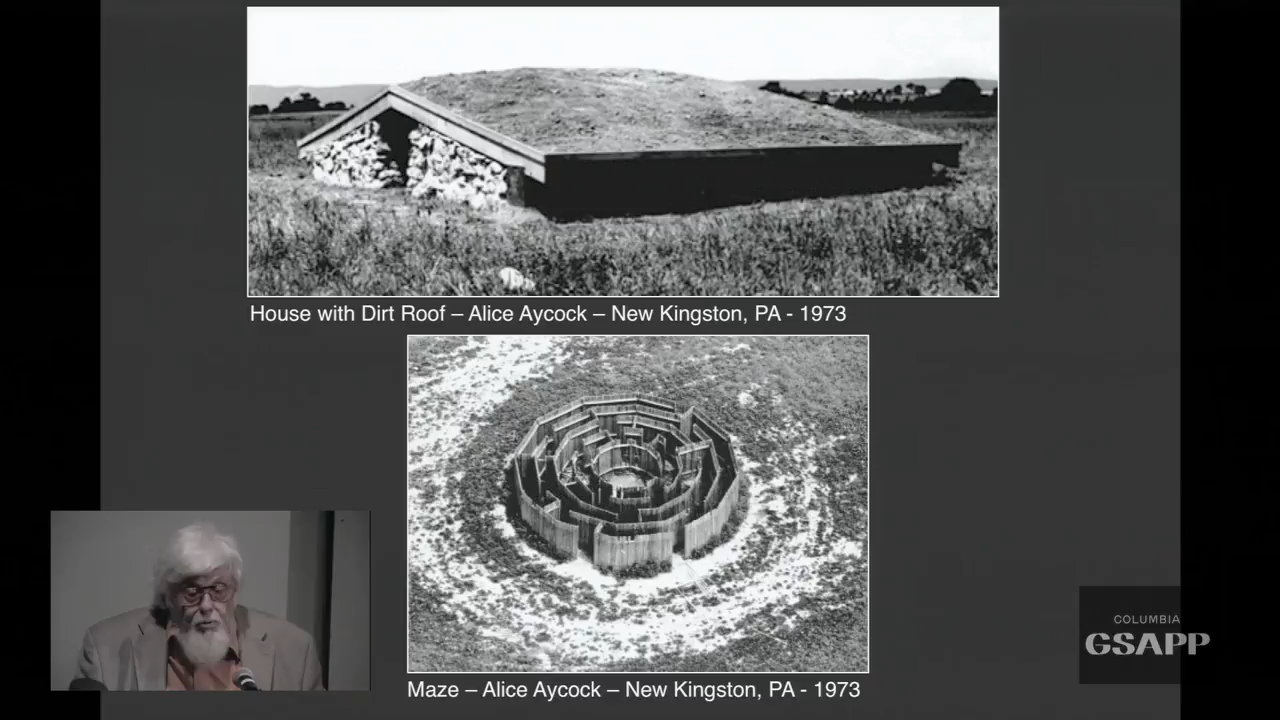 House with Dirt Roof – Alice Aycock – New Kingston, PA - 1973
Maze – Alice Aycock – New Kingston, PA - 1973
COLUMBIA
GSAPP